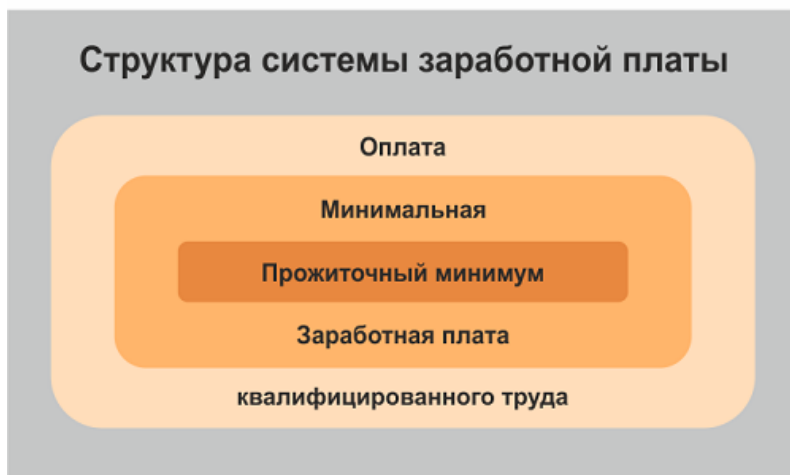 Структура системы заработной платы
Оплата
Минимальная
Прожиточный минимум
Заработная плата
квалифицированного труда